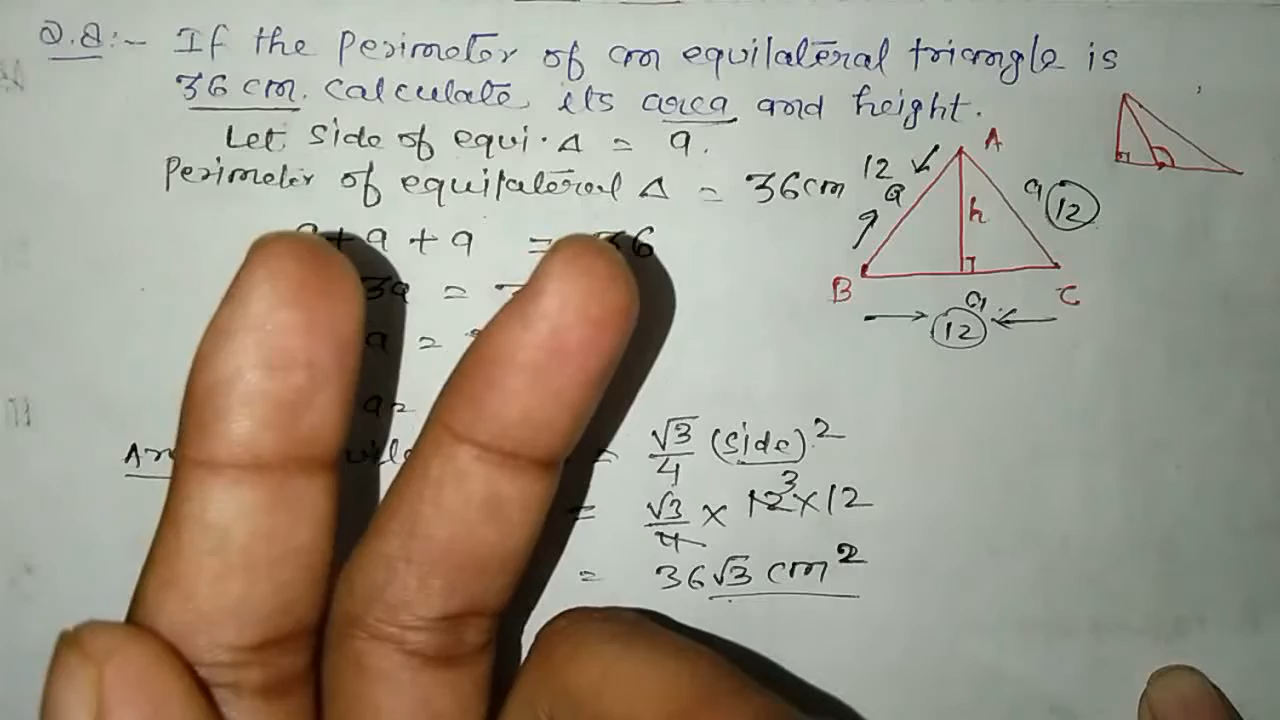 Q.8:- If the perimeter of an equilateral triangle is
36 cm. calculate its area and height.
Let side of equi. Δ = a.
Perimeter of equilateral Δ = 36cm
+ a + a = 36
3a =
a =
a =
= √3/4 (side)²
= √3/4 × 12 3 × 12
= 36√3 cm²
A
12
a
h
a 12
B
C
a
12